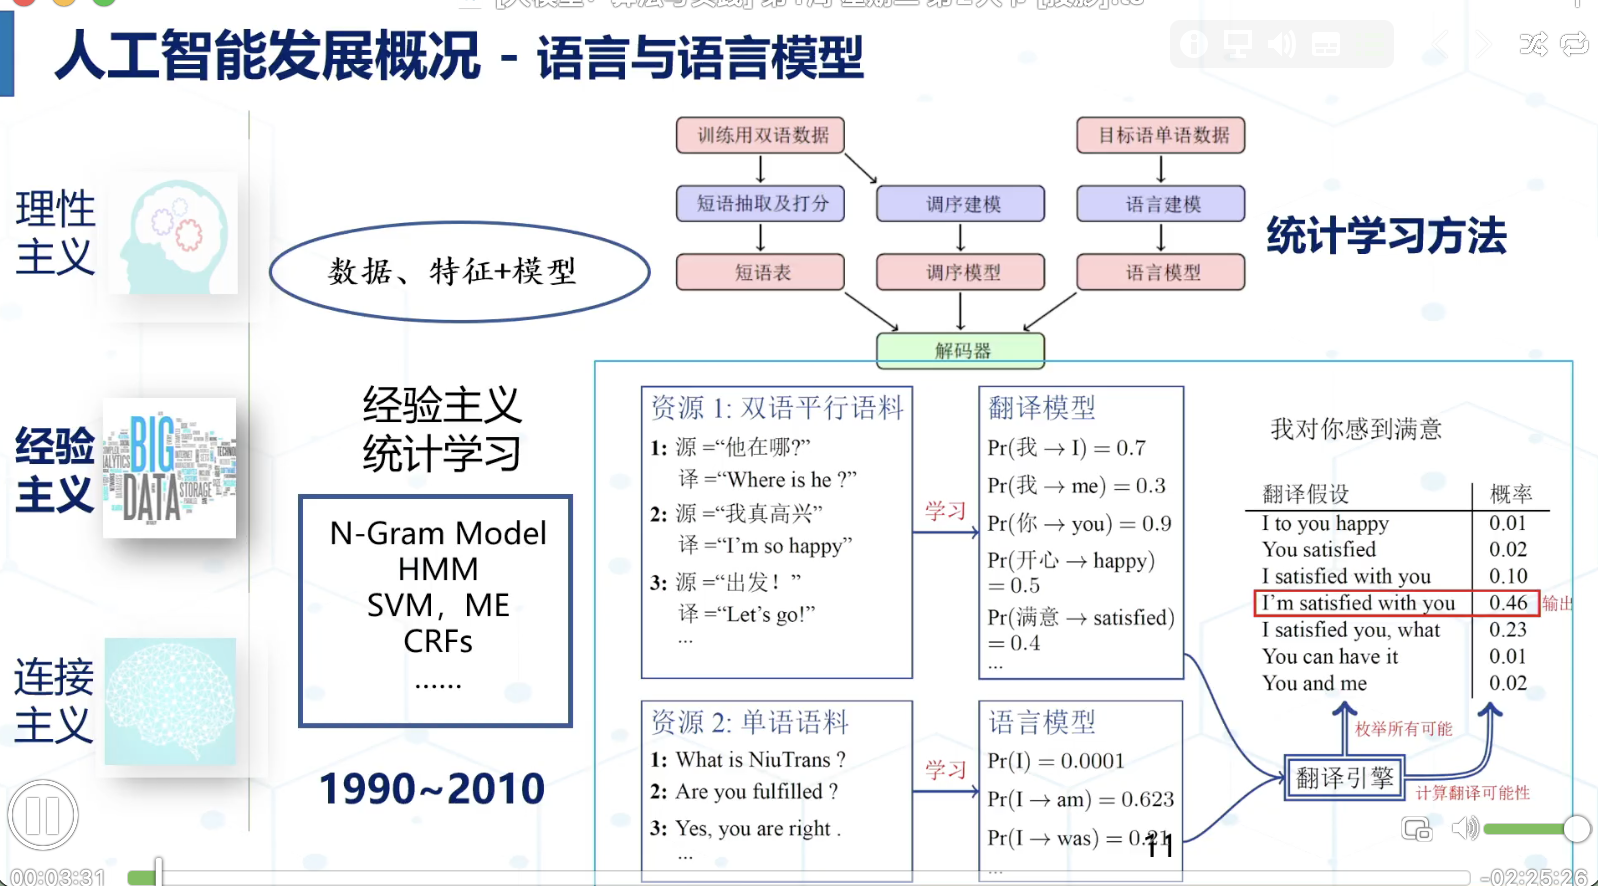 人工智能发展概况 - 语言与语言模型
理性
主义
经验
主义
BIG
DATA
STORAGE
连接
主义
数据、特征+模型
经验主义
统计学习
N-Gram Model
HMM
SVM，ME
CRFs
......
1990~2010
训练用双语数据
目标语单语数据
短语抽取及打分
调序建模
语言建模
短语表
调序模型
语言模型
解码器
统计学习方法
资源 1: 双语平行语料
1: 源 =“他在哪?”
译 =“Where is he ?”
2: 源 =“我真高兴”
译 =“I’m so happy”
3: 源 =“出发！”
译 =“Let’s go!”
...
学习
翻译模型
Pr(我 → I) = 0.7
Pr(我 → me) = 0.3
Pr(你 → you) = 0.9
Pr(开心 → happy)
= 0.5
Pr(满意 → satisfied)
= 0.4
...
资源 2: 单语语料
1: What is NiuTrans ?
2: Are you fulfilled ?
3: Yes, you are right .
...
学习
语言模型
Pr(I) = 0.0001
Pr(I → am) = 0.623
Pr(I → was) = 0.21
...
11
我对你感到满意
翻译假设 概率
I to you happy 0.01
You satisfied 0.02
I satisfied with you 0.10
I’m satisfied with you 0.46 输出
I satisfied you, what 0.23
You can have it 0.01
You and me 0.02
枚举所有可能
翻译引擎
计算翻译可能性
00:03:31
-02:25:26